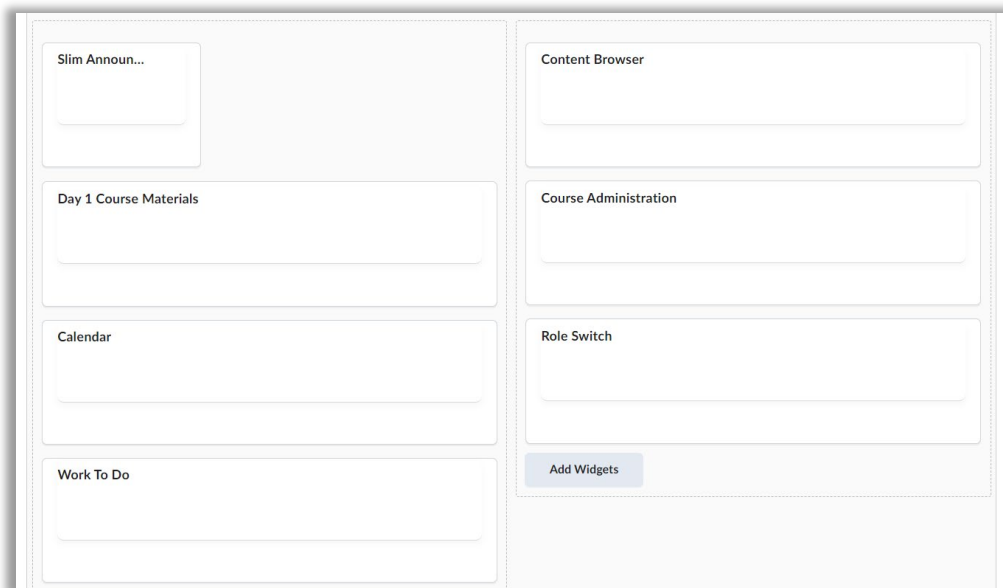 Slim Announ...
Day 1 Course Materials
Calendar
Work To Do
Content Browser
Course Administration
Role Switch
Add Widgets